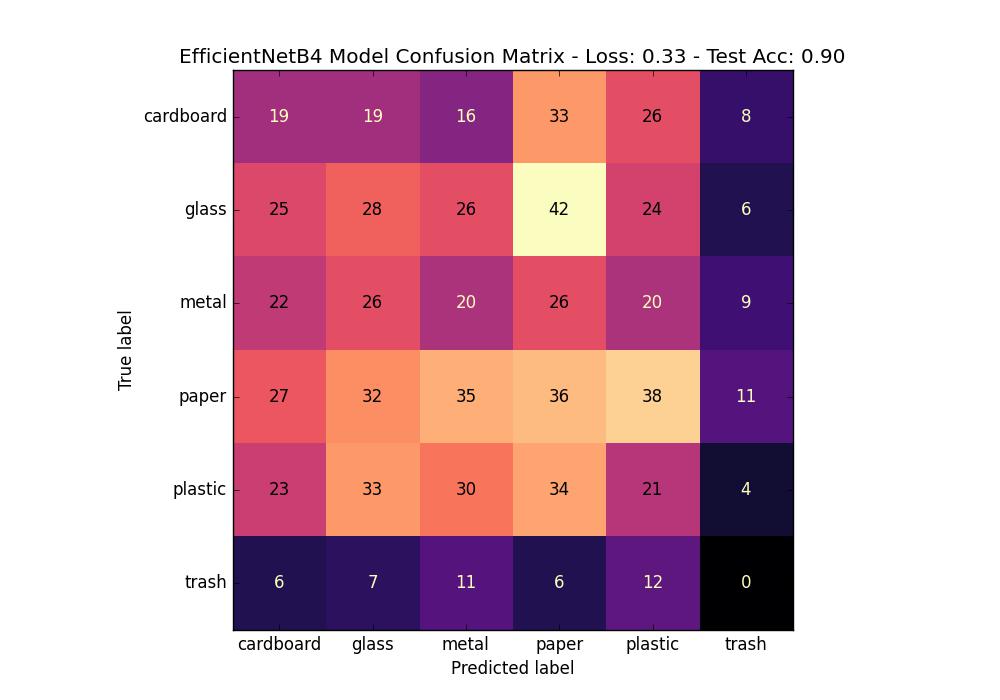 EfficientNetB4 Model Confusion Matrix - Loss: 0.33 - Test Acc: 0.90
cardboard 19 19 16 33 26 8
glass 25 28 26 42 24 6
metal 22 26 20 26 20 9
True label
paper 27 32 35 36 38 11
plastic 23 33 30 34 21 4
trash 6 7 11 6 12 0
cardboard glass metal paper plastic trash
Predicted label